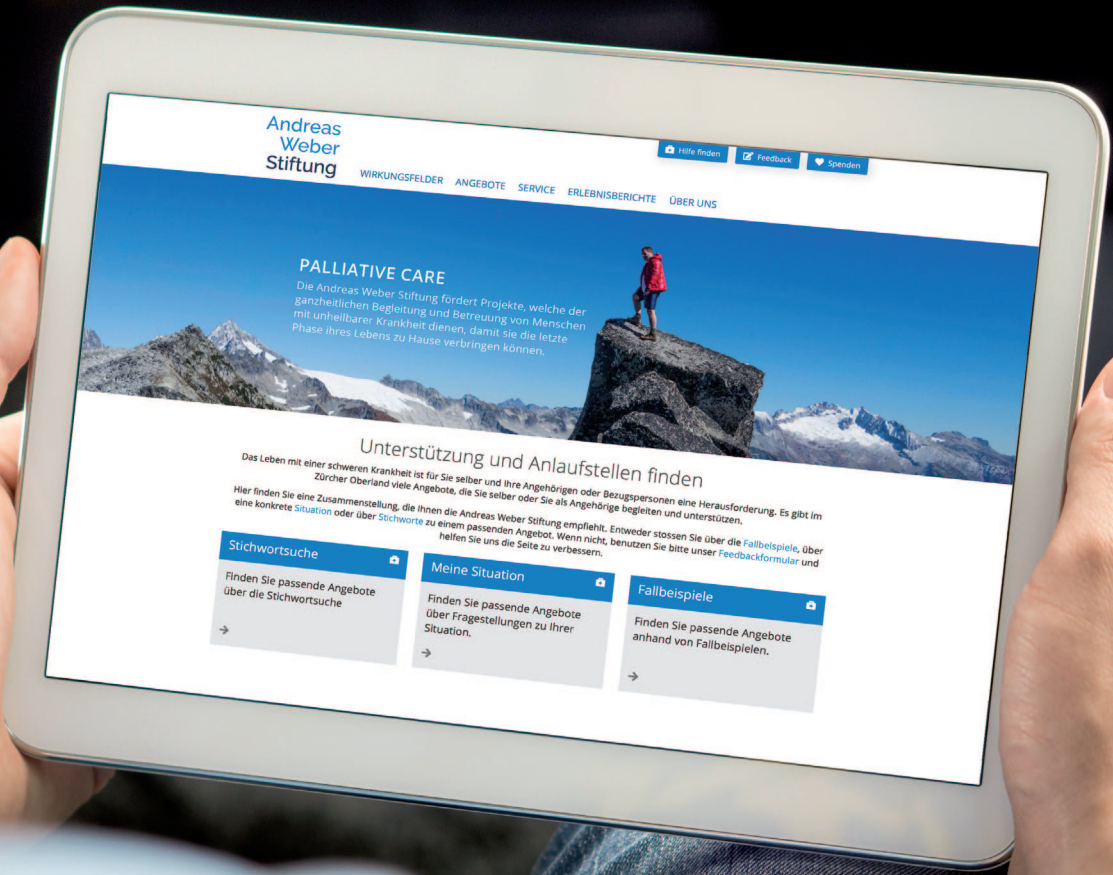 Andreas
Weber
Stiftung
Hilfe finden
Feedback
Spenden
WIRKUNGSFELDER ANGEBOTE SERVICE ERLEBNISBERICHTE ÜBER UNS
PALLIATIVE CARE
Die Andreas Weber Stiftung fördert Projekte, welche der
ganzheitlichen Begleitung und Betreuung von Menschen
mit unheilbarer Krankheit dienen, damit sie die letzte
Phase ihres Lebens zu Hause verbringen können.
Unterstützung und Anlaufstellen finden
Das Leben mit einer schweren Krankheit ist für Sie selber und Ihre Angehörigen oder Bezugspersonen eine Herausforderung. Es gibt im
Zürcher Oberland viele Angebote, die Sie selber oder Sie als Angehörige begleiten und unterstützen.
Hier finden Sie eine Zusammenstellung, die Ihnen die Andreas Weber Stiftung empfiehlt. Entweder stossen Sie über die Fallbeispiele, über
eine konkrete Situation oder über Stichworte zu einem passenden Angebot. Wenn nicht, benutzen Sie bitte unser Feedbackformular und
helfen Sie uns die Seite zu verbessern.
Stichwortsuche
Finden Sie passende Angebote
über die Stichwortsuche
Meine Situation
Finden Sie passende Angebote
über Fragestellungen zu Ihrer
Situation.
Fallbeispiele
Finden Sie passende Angebote
anhand von Fallbeispielen.